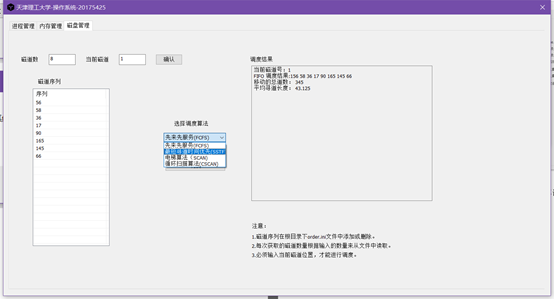 天津理工大学-操作系统-20175425
进程管理 内存管理 磁盘管理
磁道数 8 当前磁道 1 确认
磁道序列
序列
56
58
36
17
90
165
145
66
选择调度算法
先来先服务(FCFS)
先来先服务(FCFS)
最短寻道时间优先(SSTF
电梯算法（SCAN)
循环扫描算法(CSCAN)
调度结果
当前磁道号：1
FIFO 调度结果:156 58 36 17 90 165 145 66
移动的总道数： 345
平均寻道长度： 43.125
注意：
1.磁道序列在根目录下order.ini文件中添加或删除。
2.每次获取的磁道数量根据输入的数量来从文件中读取。
3.必须输入当前磁道位置，才能进行调度。